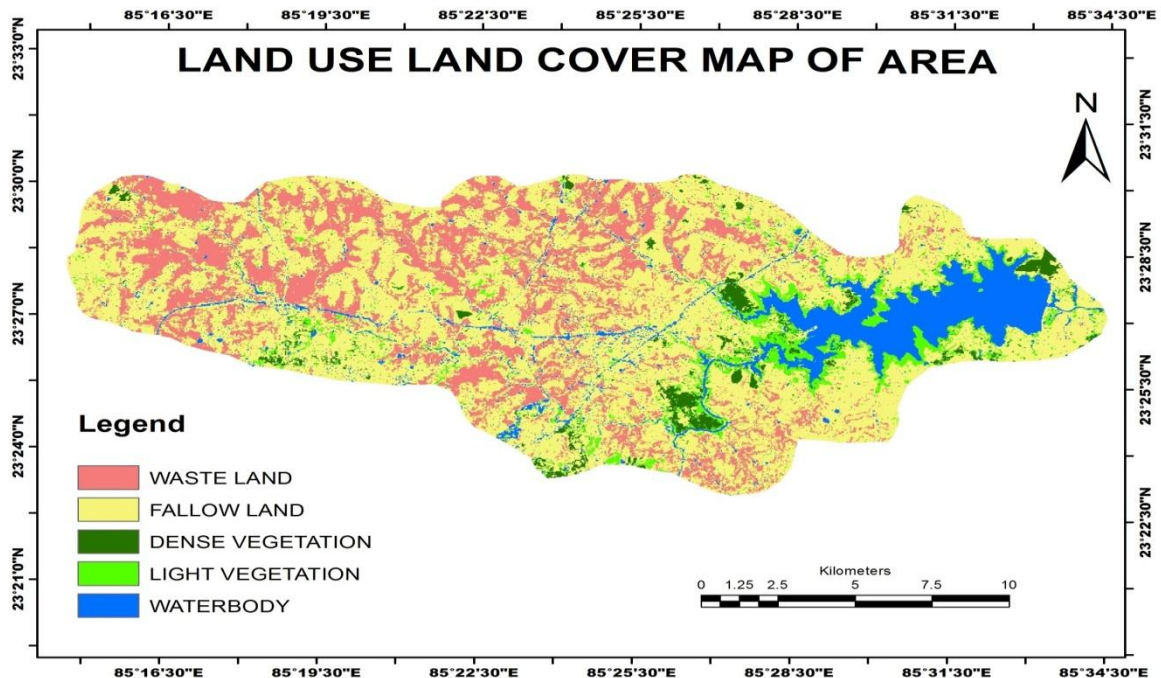 85°16'30"E 85°19'30"E 85°22'30"E 85°25'30"E 85°28'30"E 85°31'30"E 85°34'30"E
LAND USE LAND COVER MAP OF AREA
N
23°33'0"N
23°30'0"N
23°27'0"N
23°24'0"N
23°21'0"N
23°31'30"N
23°28'30"N
23°25'30"N
23°22'30"N
Legend
WASTE LAND
FALLOW LAND
DENSE VEGETATION
LIGHT VEGETATION
WATERBODY
Kilometers
0 1.25 2.5 5 7.5 10
85°16'30"E 85°19'30"E 85°22'30"E 85°25'30"E 85°28'30"E 85°31'30"E 85°34'30"E